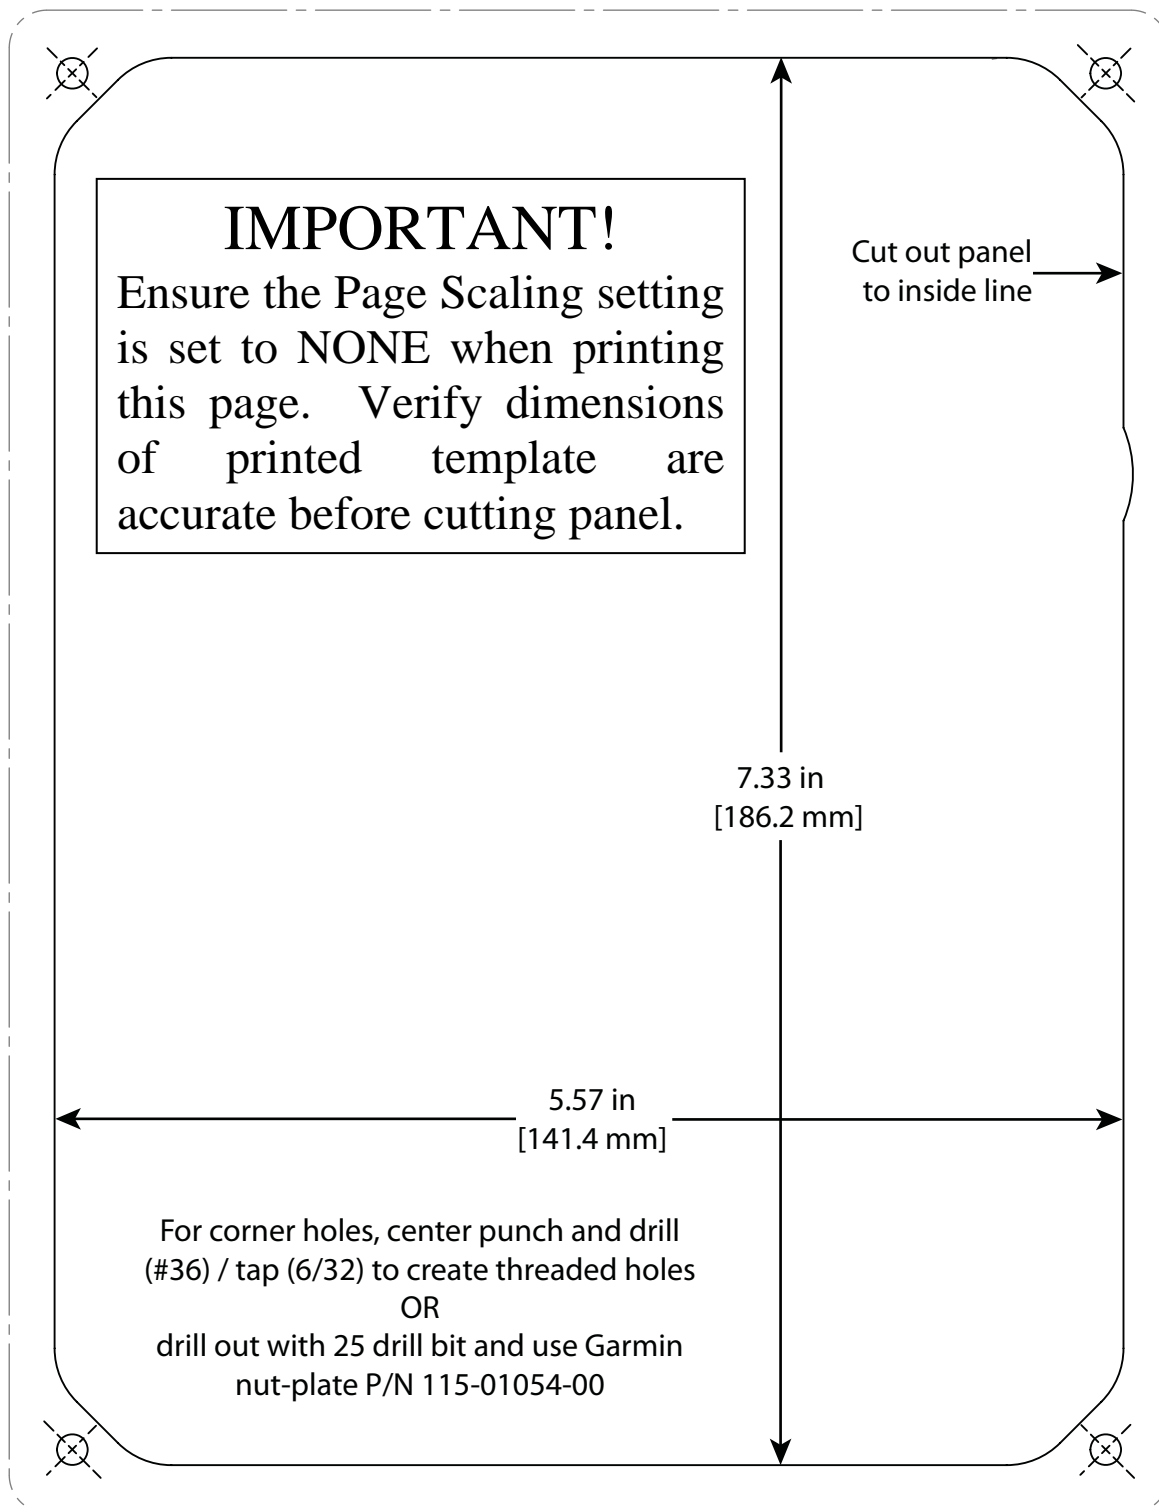 IMPORTANT!
Ensure the Page Scaling setting
is set to NONE when printing
this page. Verify dimensions
of printed template are
accurate before cutting panel.
Cut out panel
to inside line
7.33 in
[186.2 mm]
5.57 in
[141.4 mm]
For corner holes, center punch and drill
(#36) / tap (6/32) to create threaded holes
OR
drill out with 25 drill bit and use Garmin
nut-plate P/N 115-01054-00